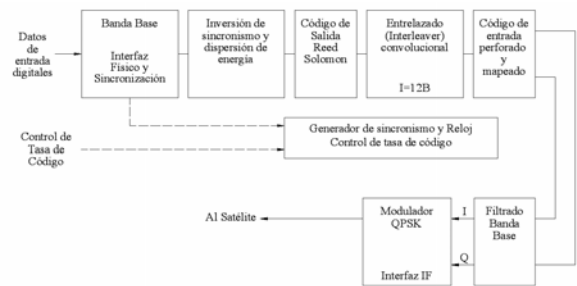 Datos
de
entrada
digitales
Banda Base
Interfaz
Físico y
Sincronización
Inversión de
sincronismo y
dispersión de
energía
Código de
Salida
Reed
Solomon
Entrelazado
(Interleaver)
convolucional
I=12B
Código de
entrada
perforado
y
mapeado
Control de
Tasa de
Código
Generador de sincronismo y Reloj
Control de tasa de código
Al Satélite
Modulador
QPSK
Interfaz IF
I
Q
Filtrado
Banda
Base